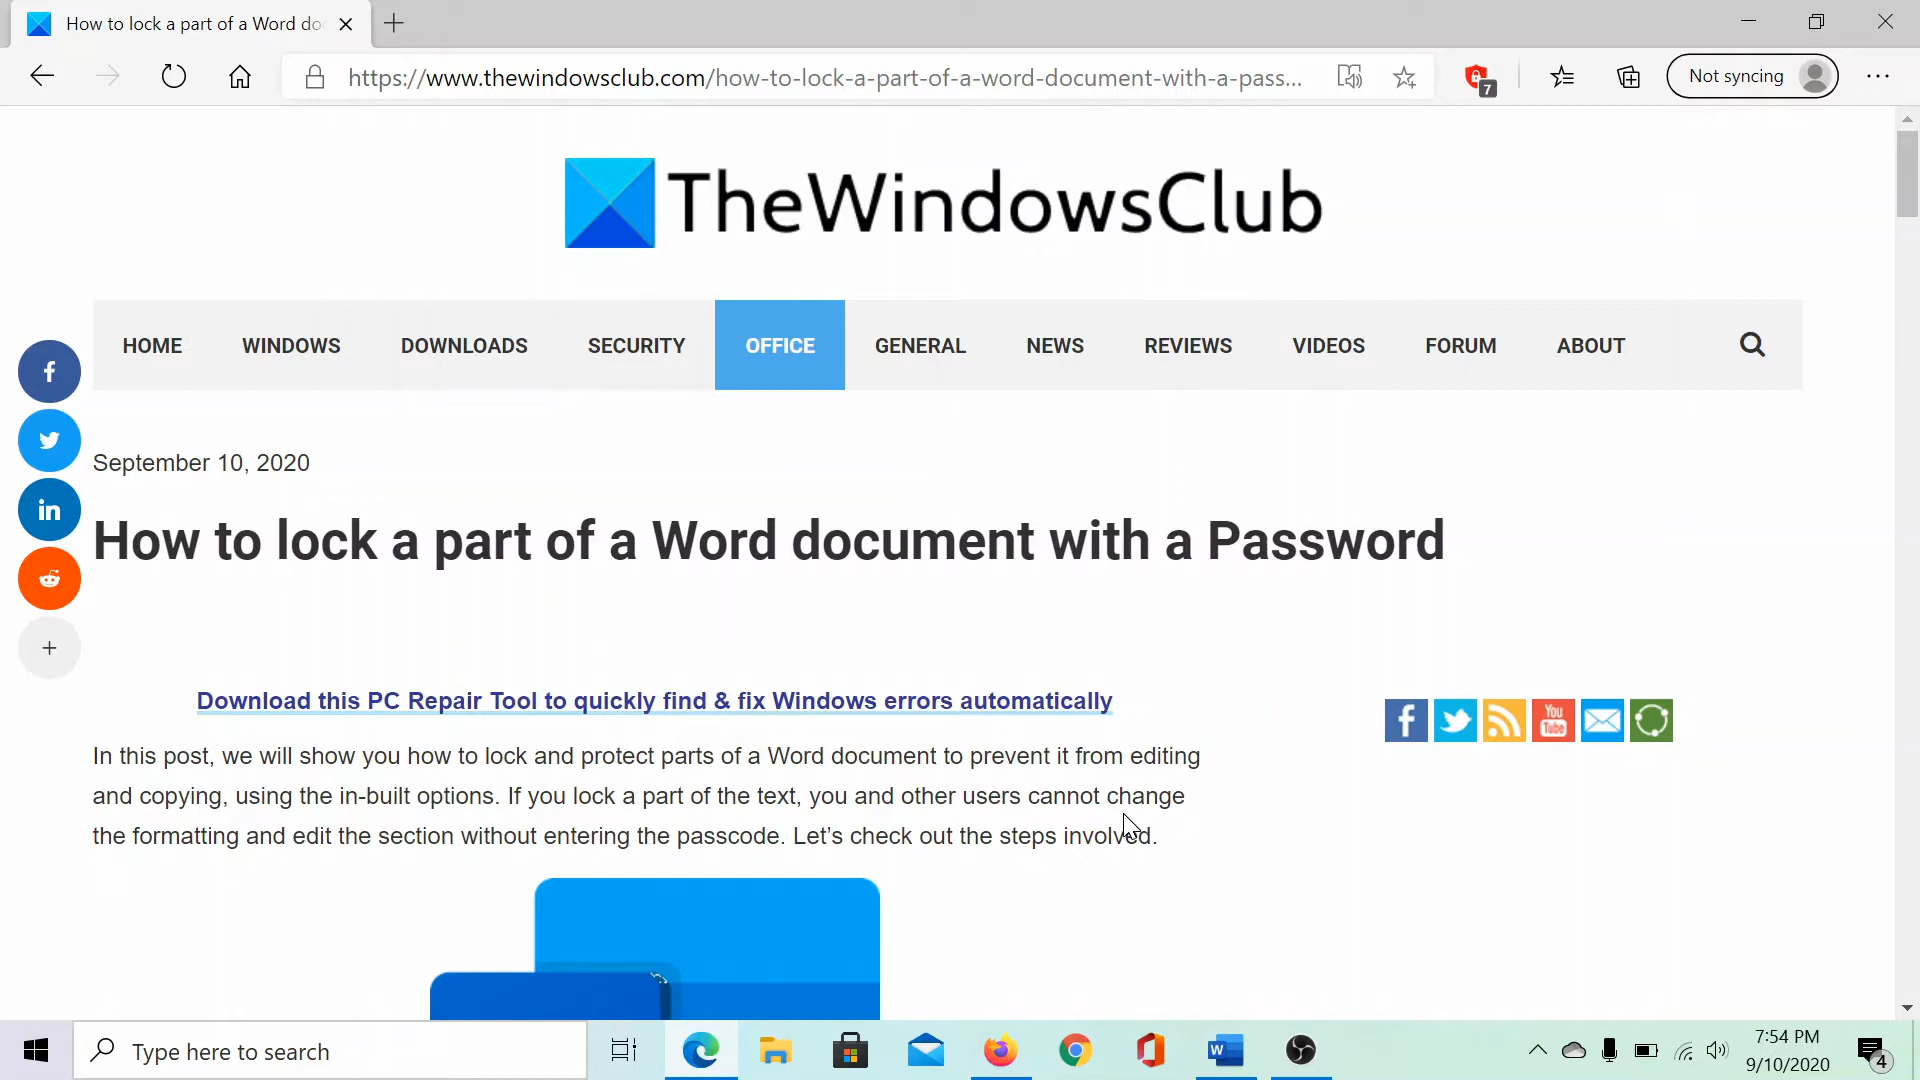 How to lock a part of a Word do
https://www.thewindowsclub.com/how-to-lock-a-part-of-a-word-document-with-a-pass...
7
Not syncing
TheWindowsClub
HOME WINDOWS DOWNLOADS SECURITY OFFICE GENERAL NEWS REVIEWS VIDEOS FORUM ABOUT
September 10, 2020
How to lock a part of a Word document with a Password
Download this PC Repair Tool to quickly find & fix Windows errors automatically
You Tube
In this post, we will show you how to lock and protect parts of a Word document to prevent it from editing
and copying, using the in-built options. If you lock a part of the text, you and other users cannot change
the formatting and edit the section without entering the passcode. Let’s check out the steps involved.
Type here to search
7:54 PM
9/10/2020
4